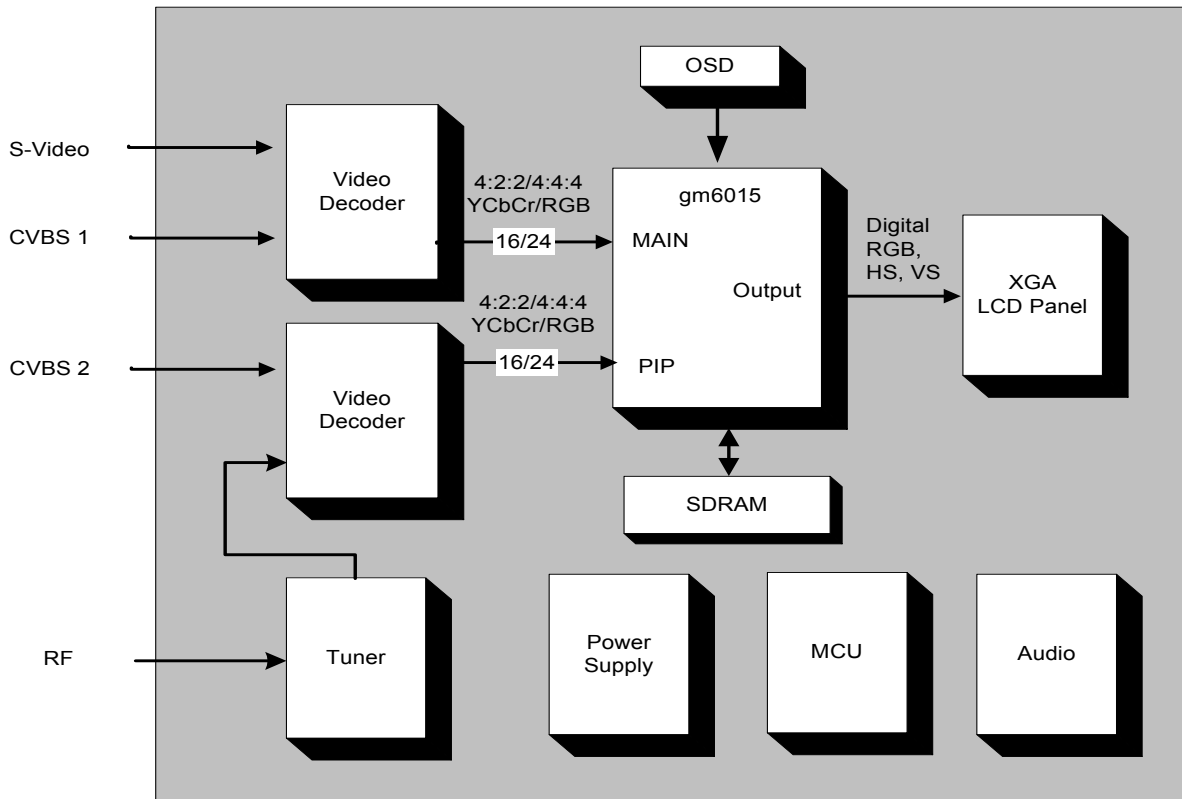 OSD
S-Video
CVBS 1
Video
Decoder
4:2:2/4:4:4
YCbCr/RGB
16/24
gm6015
MAIN
Output
PIP
Digital
RGB,
HS, VS
XGA
LCD Panel
CVBS 2
Video
Decoder
4:2:2/4:4:4
YCbCr/RGB
16/24
SDRAM
RF
Tuner
Power
Supply
MCU
Audio